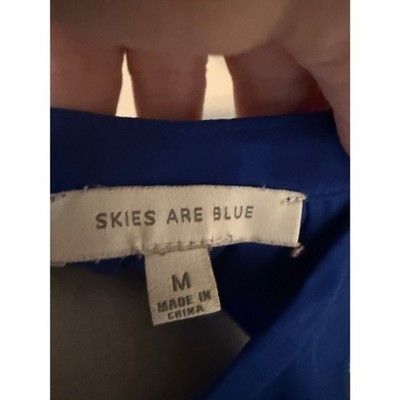 SKIES ARE BLUE
M
MADE IN
CHINA